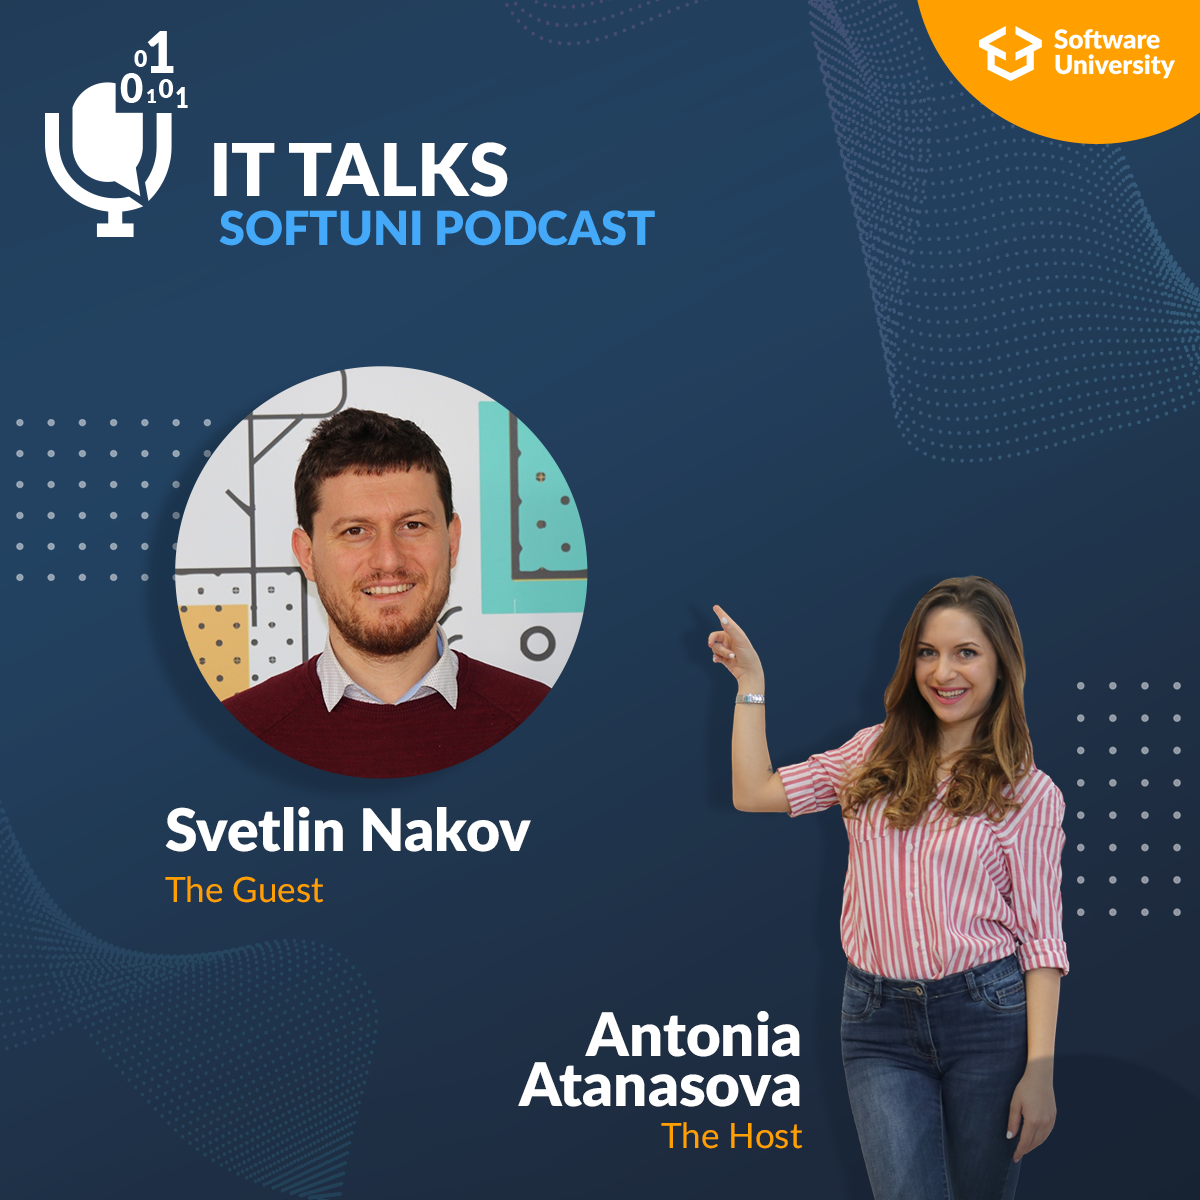 01
0101
IT TALKS
SOFTUNI PODCAST
Software
University
Svetlin Nakov
The Guest
Antonia
Atanasova
The Host